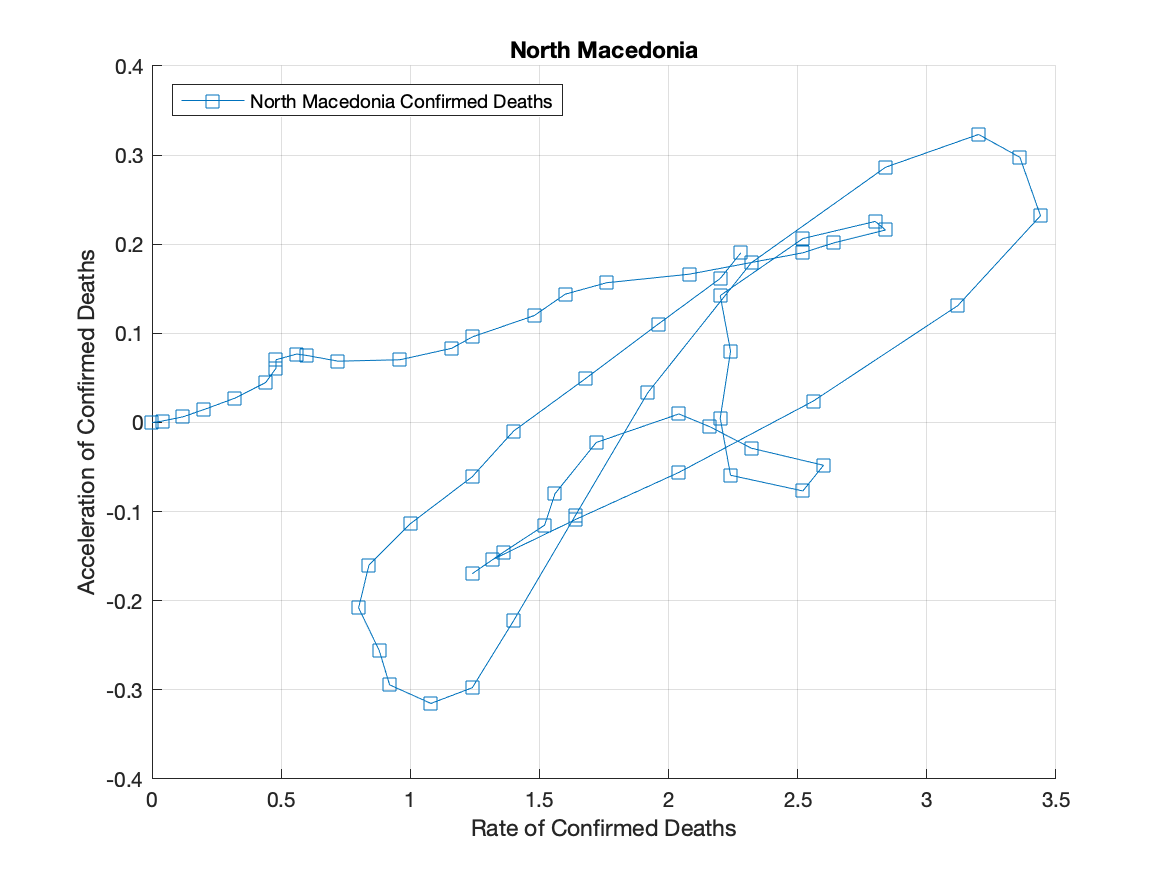 North Macedonia
0.4
North Macedonia Confirmed Deaths
0.3
0.2
0.1
0
-0.1
-0.2
-0.3
-0.4
Acceleration of Confirmed Deaths
0 0.5 1 1.5 2 2.5 3 3.5
Rate of Confirmed Deaths